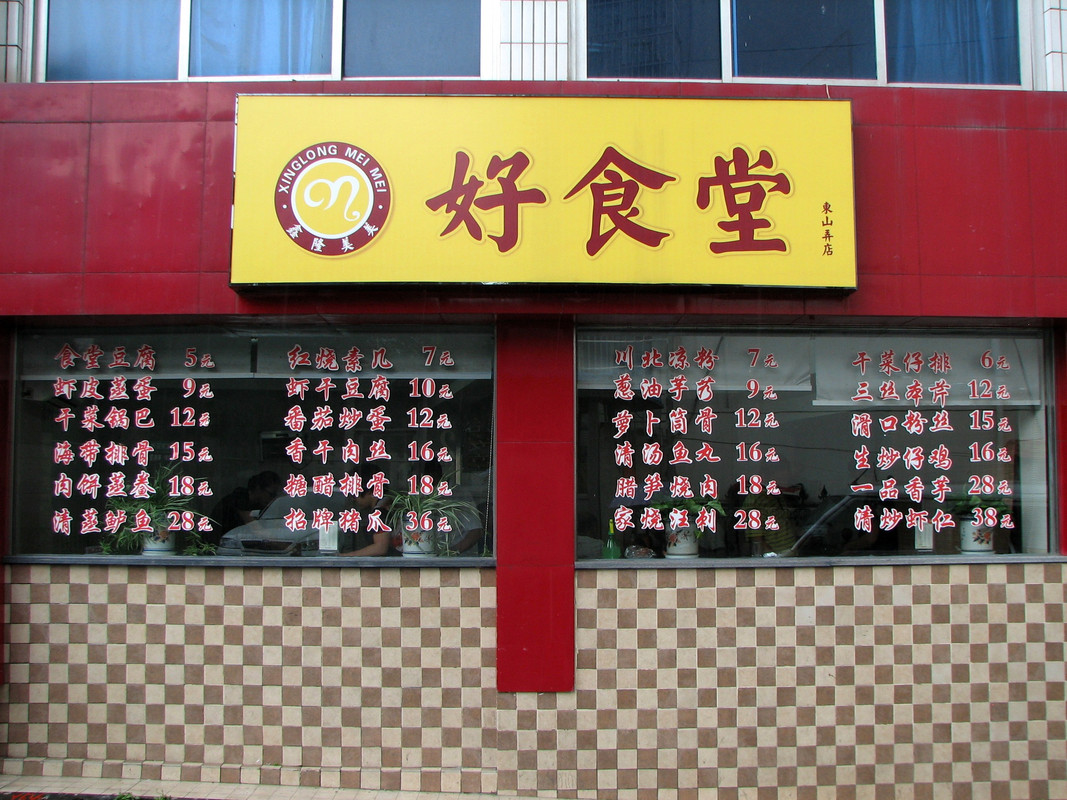 XINGLONG MEI MEI
鑫隆美美
好食堂
東山弄店
食堂豆腐 5元
虾皮蒸蛋 9元
干菜锅巴 12元
海带排骨 15元
肉饼蒸鲞 18元
清蒸鲈鱼 28元
红烧素几 7元
虾干豆腐 10元
番茄炒蛋 12元
香干肉丝 16元
糖醋排骨 18元
招牌猪爪 36元
川北凉粉 7元
葱油芋艿 9元
萝卜筒骨 12元
清汤鱼丸 16元
腊笋烧肉 18元
家烧汪刺 28元
干菜仔排 6元
三丝本芹 12元
滑口粉丝 15元
生炒仔鸡 16元
一品香芋 28元
清炒虾仁 38元